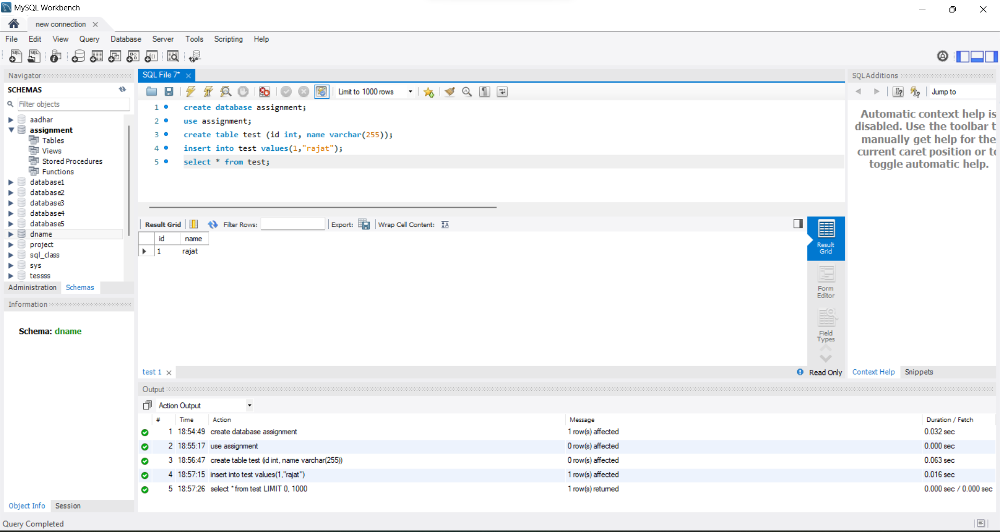 MySQL Workbench
new connection
File Edit View Query Database Server Tools Scripting Help
Navigator
SCHEMAS
Filter objects
aadhar
assignment
Tables
Views
Stored Procedures
Functions
database1
database2
database3
database4
database5
dname
project
sql_class
sys
tessss
Administration Schemas
Information
Schema: dname
Object Info Session
SQL File 7*
Limit to 1000 rows
1 create database assignment;
2 use assignment;
3 create table test (id int, name varchar(255));
4 insert into test values(1,"rajat");
5 select * from test;
Result Grid Filter Rows: Export: Wrap Cell Content:
id name
1 rajat
Result
Grid
Form
Editor
Field
Types
test 1
Read Only
SQLAdditions
Jump to
Automatic context help is
disabled. Use the toolbar t
manually get help for the
current caret position or to
toggle automatic help.
Context Help Snippets
Output
Action Output
# Time Action Message Duration / Fetch
1 18:54:49 create database assignment 1 row(s) affected 0.032 sec
2 18:55:17 use assignment 0 row(s) affected 0.000 sec
3 18:56:47 create table test (id int, name varchar(255)) 0 row(s) affected 0.063 sec
4 18:57:15 insert into test values(1,"rajat") 1 row(s) affected 0.016 sec
5 18:57:26 select * from test LIMIT 0, 1000 1 row(s) returned 0.000 sec / 0.000 sec
Query Completed